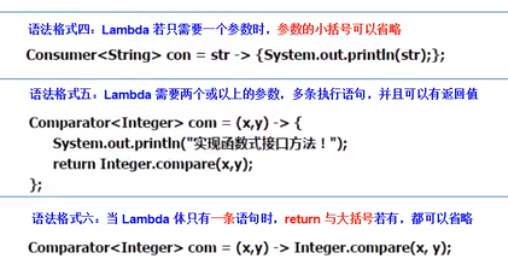 语法格式四：Lambda 若只需要一个参数时，参数的小括号可以省略
Consumer<String> con = str -> {System.out.println(str);};
语法格式五：Lambda 需要两个或以上的参数，多条执行语句，并且可以有返回值
Comparator<Integer> com = (x,y) -> {
System.out.println("实现函数式接口方法！");
return Integer.compare(x,y);
};
语法格式六：当 Lambda 体只有一条语句时，return 与大括号若有，都可以省略
Comparator<Integer> com = (x,y) -> Integer.compare(x, y);